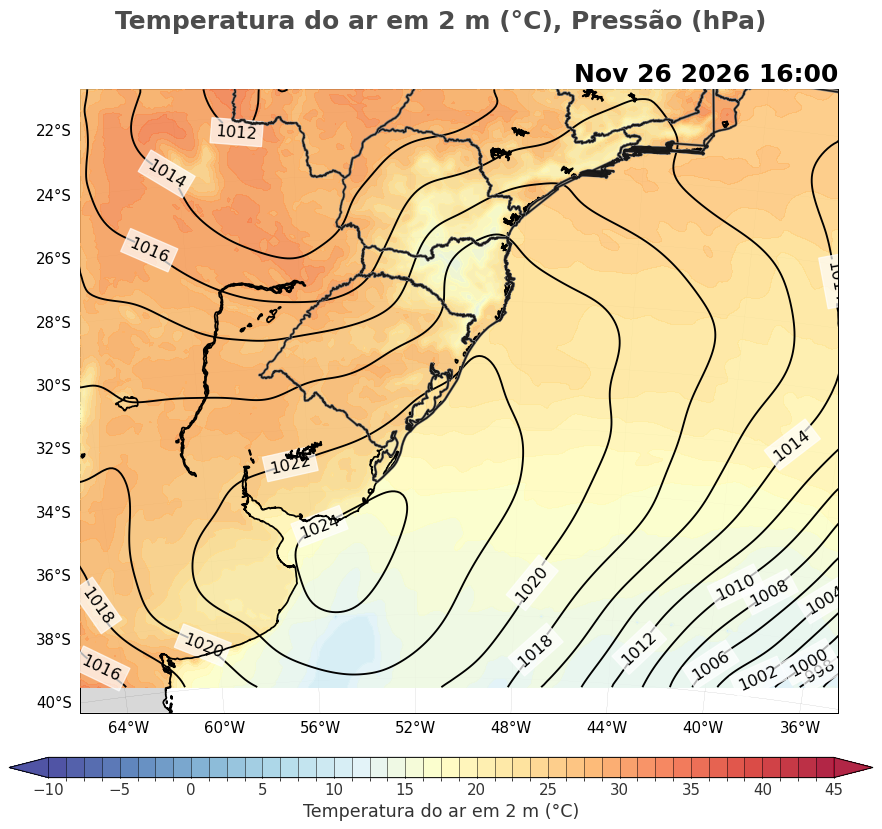 Temperatura do ar em 2 m (°C), Pressão (hPa)
Nov 26 2026 16:00
22°S
24°S
26°S
28°S
30°S
32°S
34°S
36°S
38°S
40°S
1012
1014
1016
1022
1024
1014
1020
1018
1018
1016
1020
1012
1010
1008
1004
1006
1002
1000
998
64°W
60°W
56°W
52°W
48°W
44°W
40°W
36°W
−10
−5
0
5
10
15
20
25
30
35
40
45
Temperatura do ar em 2 m (°C)